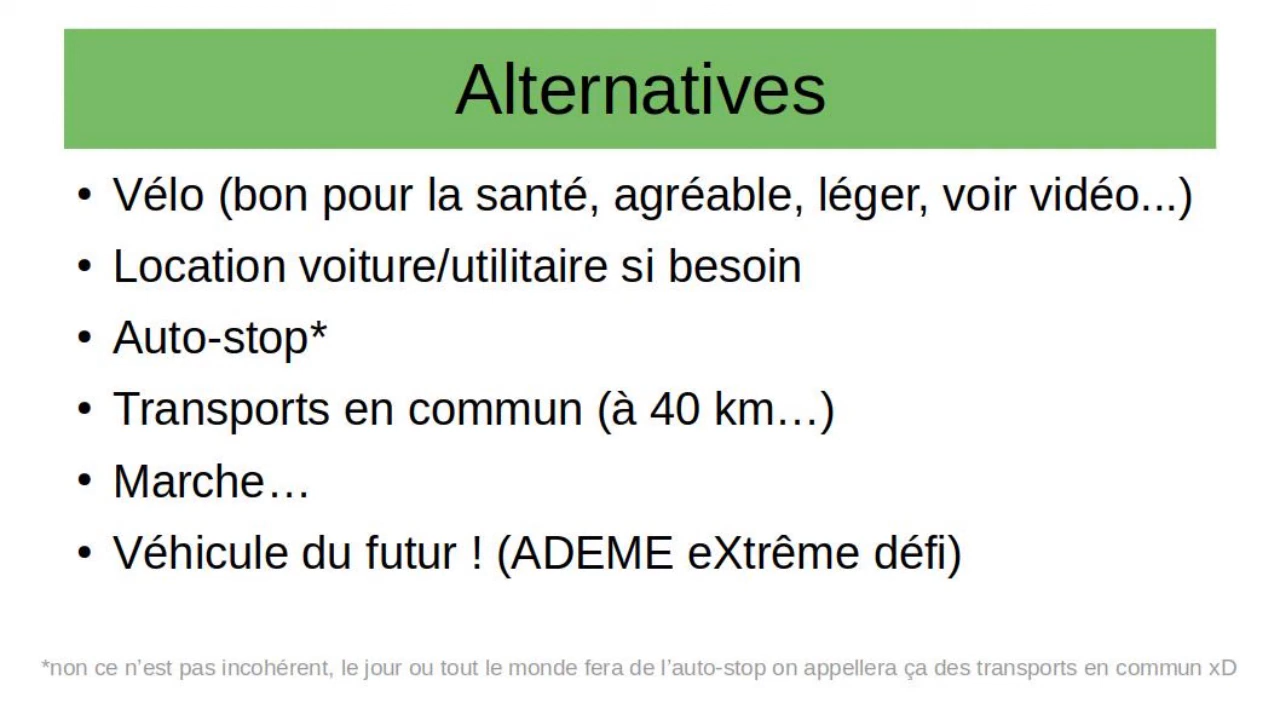 Alternatives
• Vélo (bon pour la santé, agréable, léger, voir vidéo...)
• Location voiture/utilitaire si besoin
• Auto-stop*
• Transports en commun (à 40 km…)
• Marche…
• Véhicule du futur ! (ADEME eXtrême défi)
*non ce n’est pas incohérent, le jour ou tout le monde fera de l’auto-stop on appellera ça des transports en commun xD